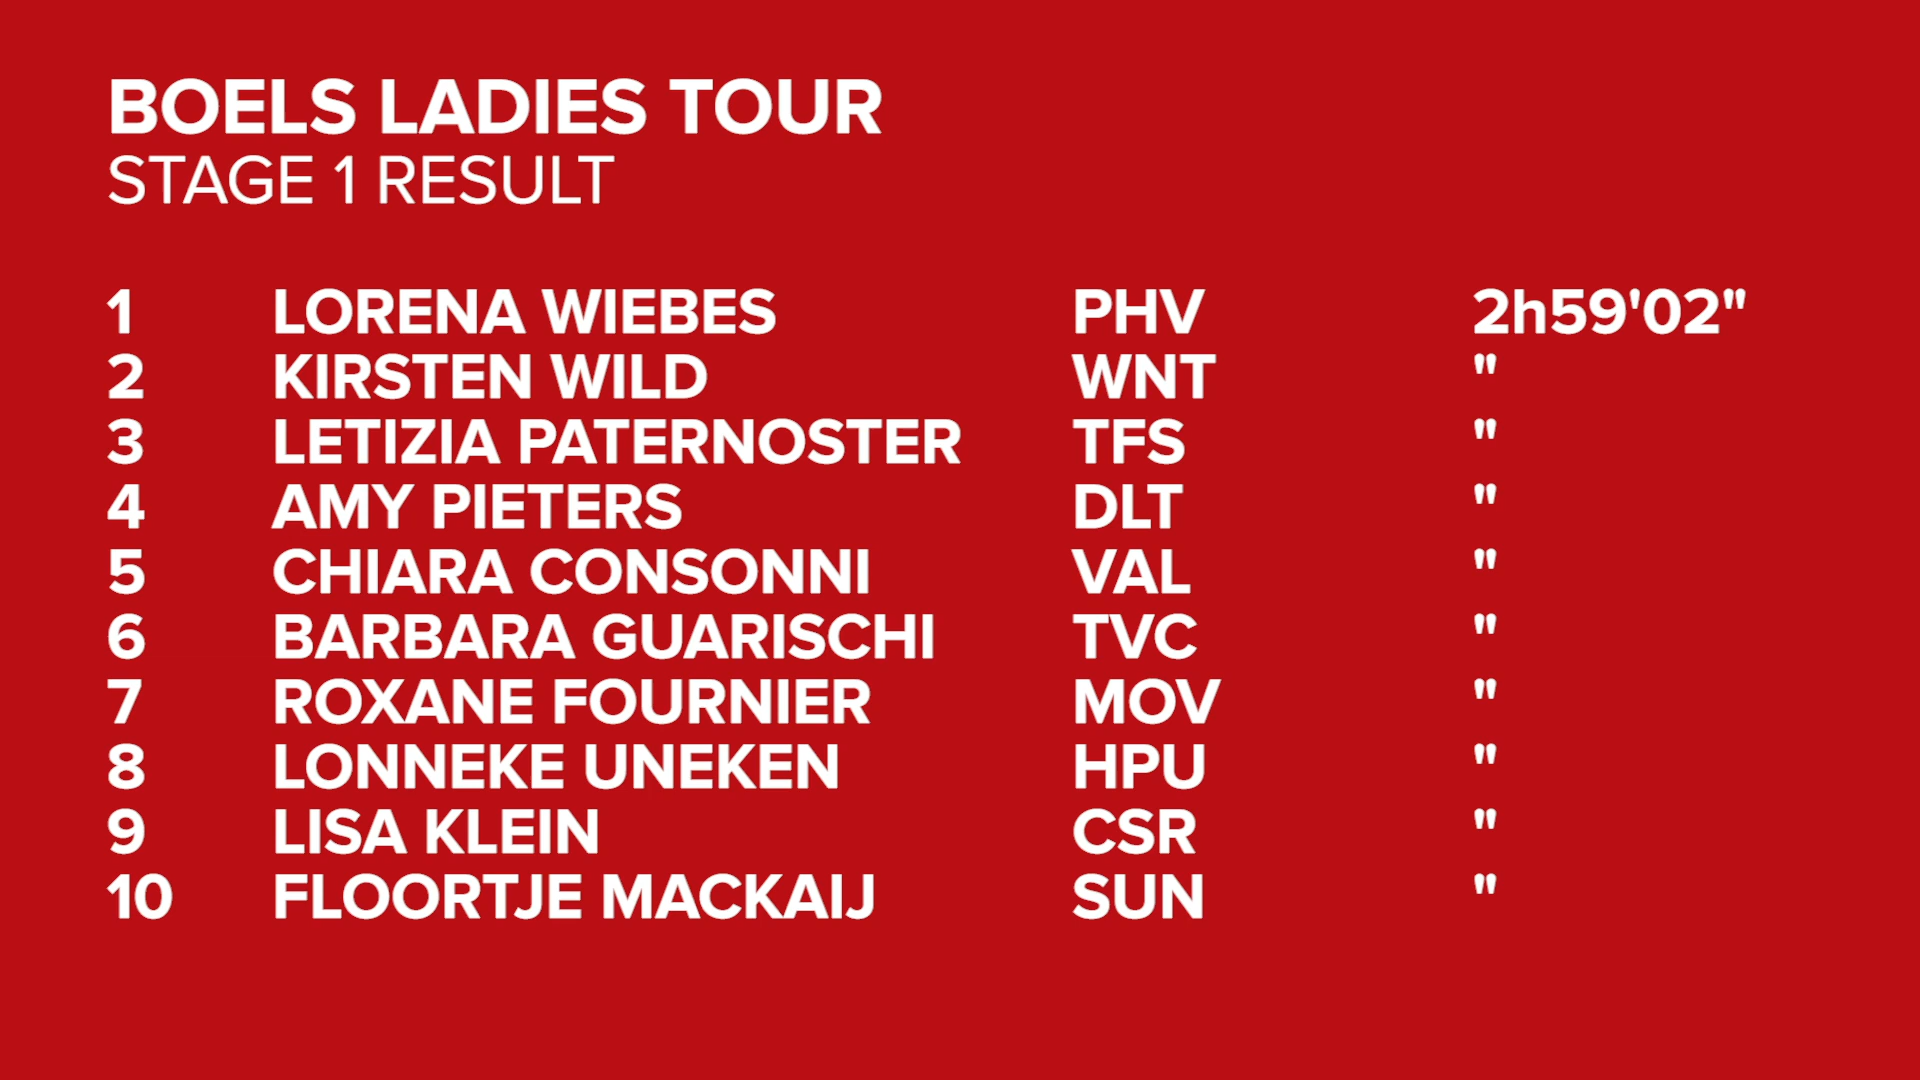 BOELS LADIES TOUR
STAGE 1 RESULT
1 LORENA WIEBES PHV 2h59'02"
2 KIRSTEN WILD WNT "
3 LETIZIA PATERNOSTER TFS "
4 AMY PIETERS DLT "
5 CHIARA CONSONNI VAL "
6 BARBARA GUARISCHI TVC "
7 ROXANE FOURNIER MOV "
8 LONNEKE UNEKEN HPU "
9 LISA KLEIN CSR "
10 FLOORTJE MACKAIJ SUN "